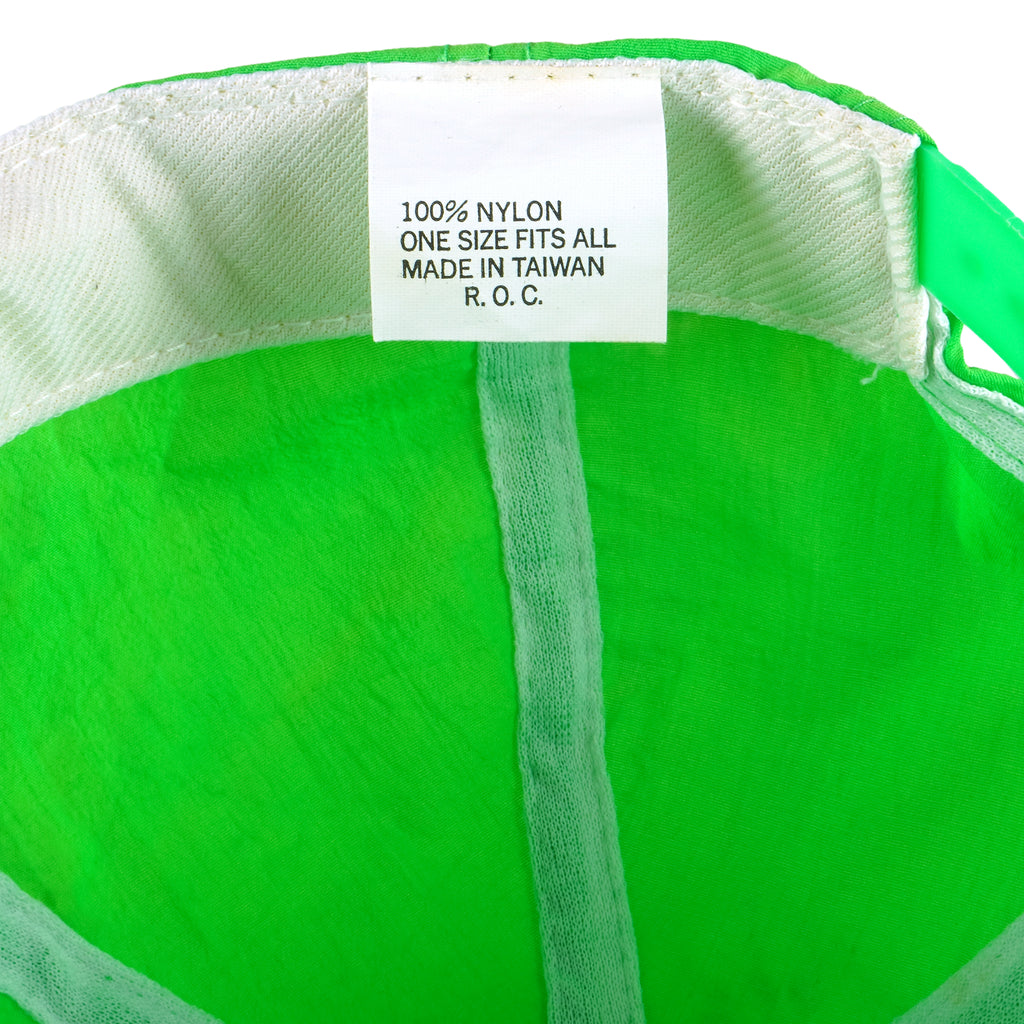 100% NYLON
ONE SIZE FITS ALL
MADE IN TAIWAN
R. O. C.